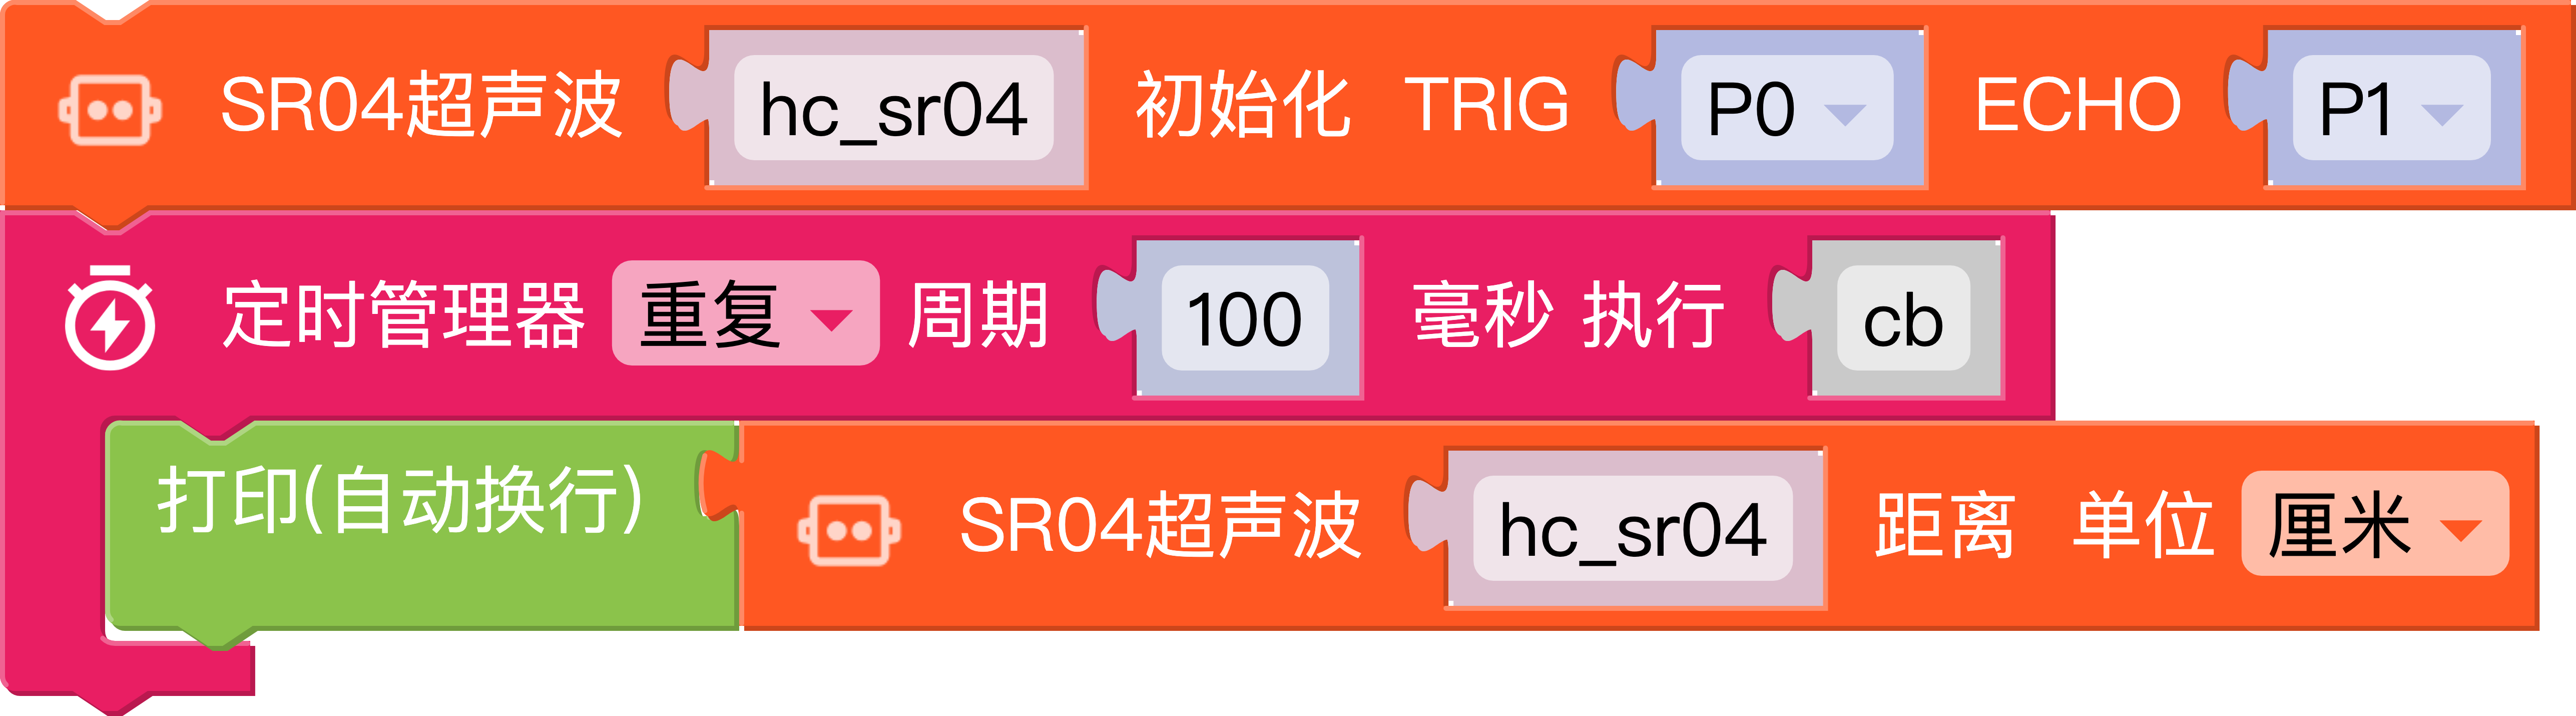 SR04超声波 hc_sr04 初始化 TRIG P0 ECHO P1
定时管理器 重复 周期 100 毫秒 执行 cb
打印(自动换行) SR04超声波 hc_sr04 距离 单位 厘米